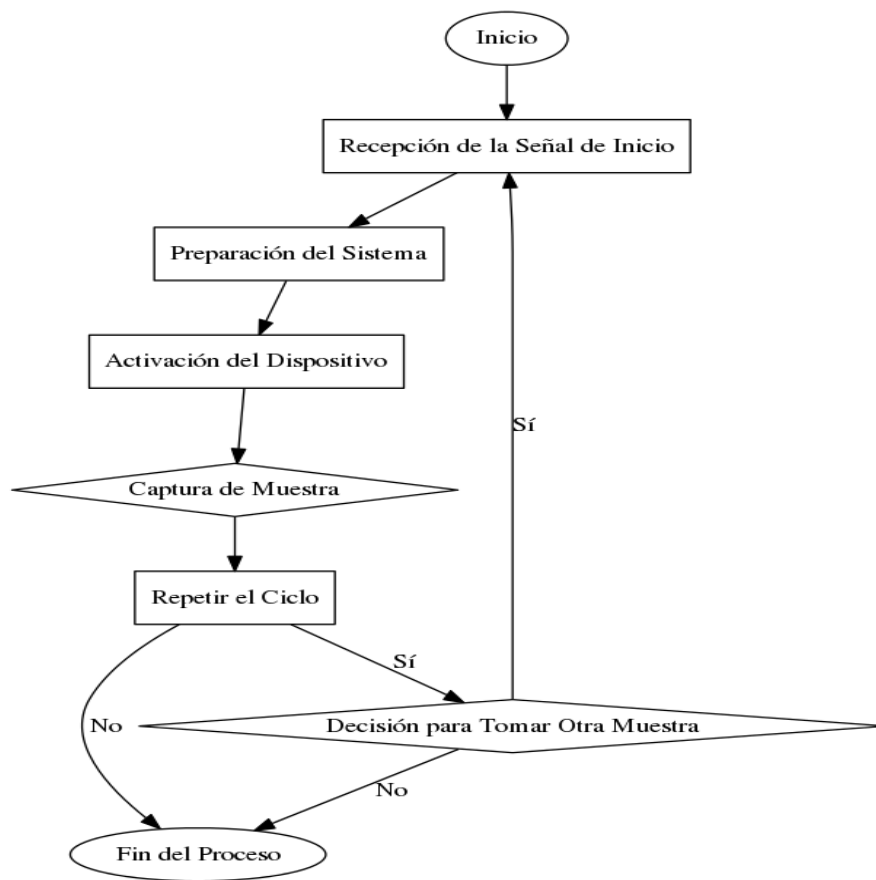 Inicio
Recepción de la Señal de Inicio
Preparación del Sistema
Activación del Dispositivo
Sí
Captura de Muestra
Repetir el Ciclo
Sí
No
Decisión para Tomar Otra Muestra
No
Fin del Proceso